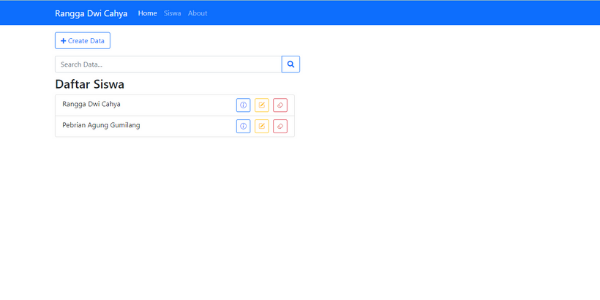 Rangga Dwi Cahya Home Siswa About
+ Create Data
Search Data...
Daftar Siswa
Rangga Dwi Cahya
Pebrian Agung Gumilang